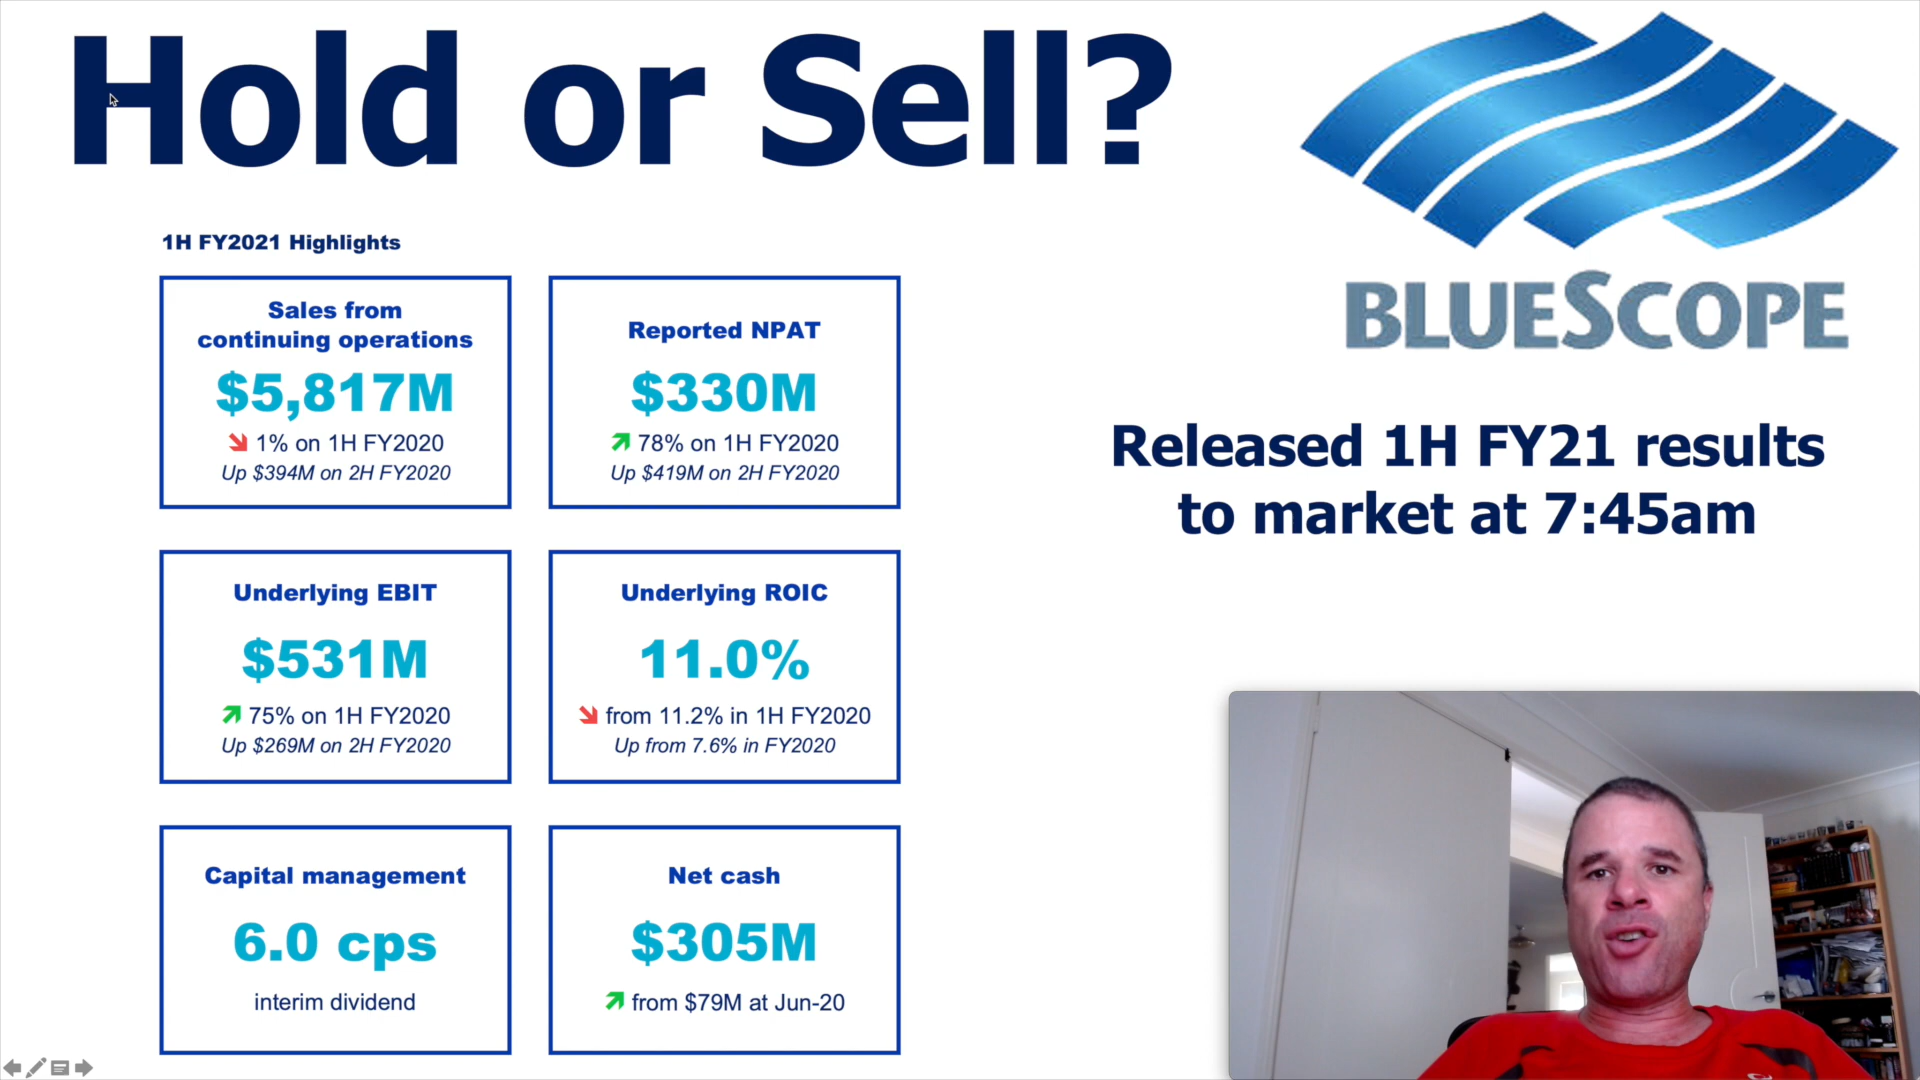 Hold or Sell?
BLUESCOPE
1H FY2021 Highlights
Sales from
continuing operations
$5,817M
1% on 1H FY2020
Up $394M on 2H FY2020
Reported NPAT
$330M
78% on 1H FY2020
Up $419M on 2H FY2020
Released 1H FY21 results
to market at 7:45am
Underlying EBIT
$531M
75% on 1H FY2020
Up $269M on 2H FY2020
Underlying ROIC
11.0%
from 11.2% in 1H FY2020
Up from 7.6% in FY2020
Capital management
6.0 cps
interim dividend
Net cash
$305M
from $79M at Jun-20